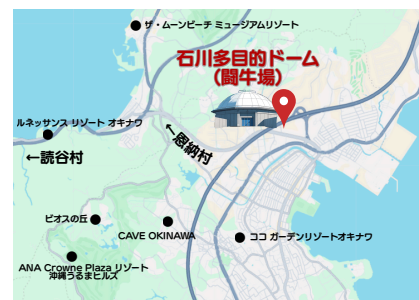 ザ・ムーンビーチ ミュージアムリゾート
石川多目的ドーム
（闘牛場）
ルネッサンス リゾート オキナワ
←読谷村
←恩納村
ビオスの丘
CAVE OKINAWA
ココ ガーデンリゾートオキナワ
ANA Crowne Plaza リゾート
沖縄うるまヒルズ